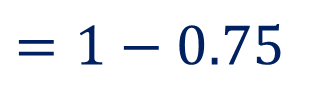 = 1 − 0.75